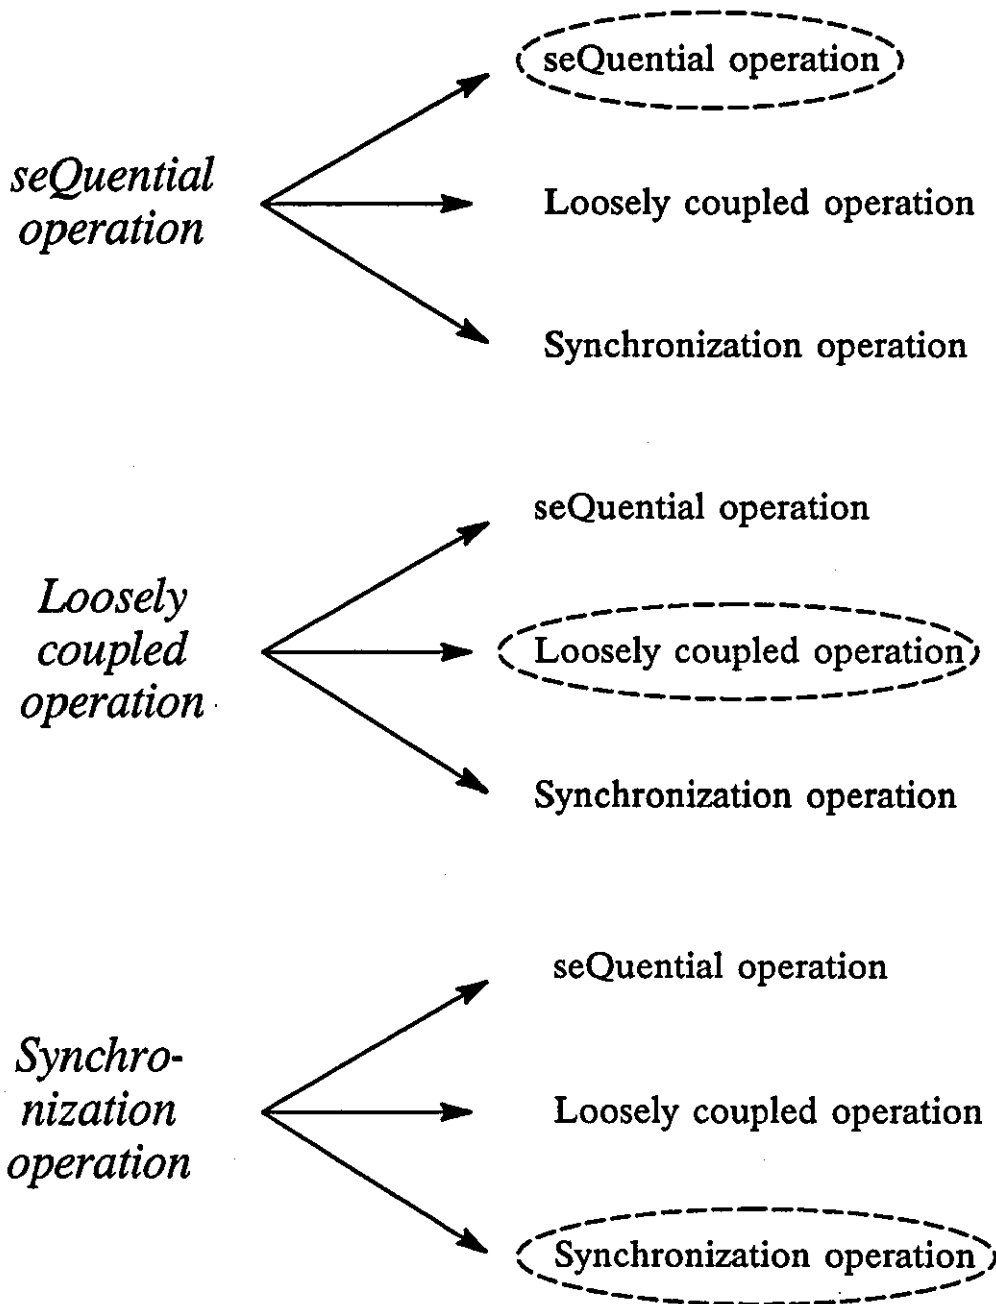 seQuential operation
seQuential
operation
Loosely coupled operation
Synchronization operation
seQuential operation
Loosely
coupled
operation
Loosely coupled operation
Synchronization operation
seQuential operation
Synchro-
nization
operation
Loosely coupled operation
Synchronization operation